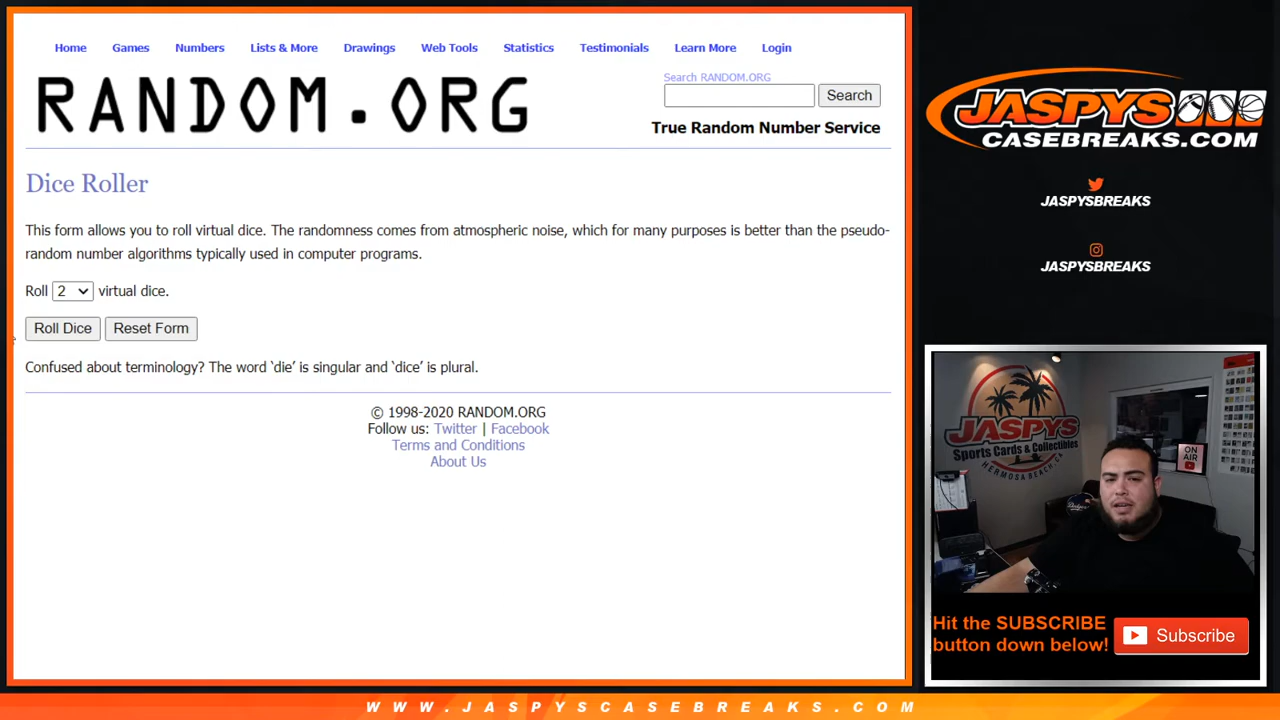 Home Games Numbers Lists & More Drawings Web Tools Statistics Testimonials Learn More Login
RANDOM.ORG
Search RANDOM.ORG
Search
True Random Number Service
Dice Roller
This form allows you to roll virtual dice. The randomness comes from atmospheric noise, which for many purposes is better than the pseudo-
random number algorithms typically used in computer programs.
Roll 2 virtual dice.
Roll Dice Reset Form
Confused about terminology? The word ‘die’ is singular and ‘dice’ is plural.
© 1998-2020 RANDOM.ORG
Follow us: Twitter | Facebook
Terms and Conditions
About Us
JASPYS
CASEBREAKS.COM
JASPYSBREAKS
JASPYSBREAKS
JASPYS
Sports Cards & Collectibles
HERMOSA BEACH, CA
ON
AIR
Dodgers
Hit the SUBSCRIBE
button down below!
Subscribe
WWW.JASPYSCASEBREAKS.COM